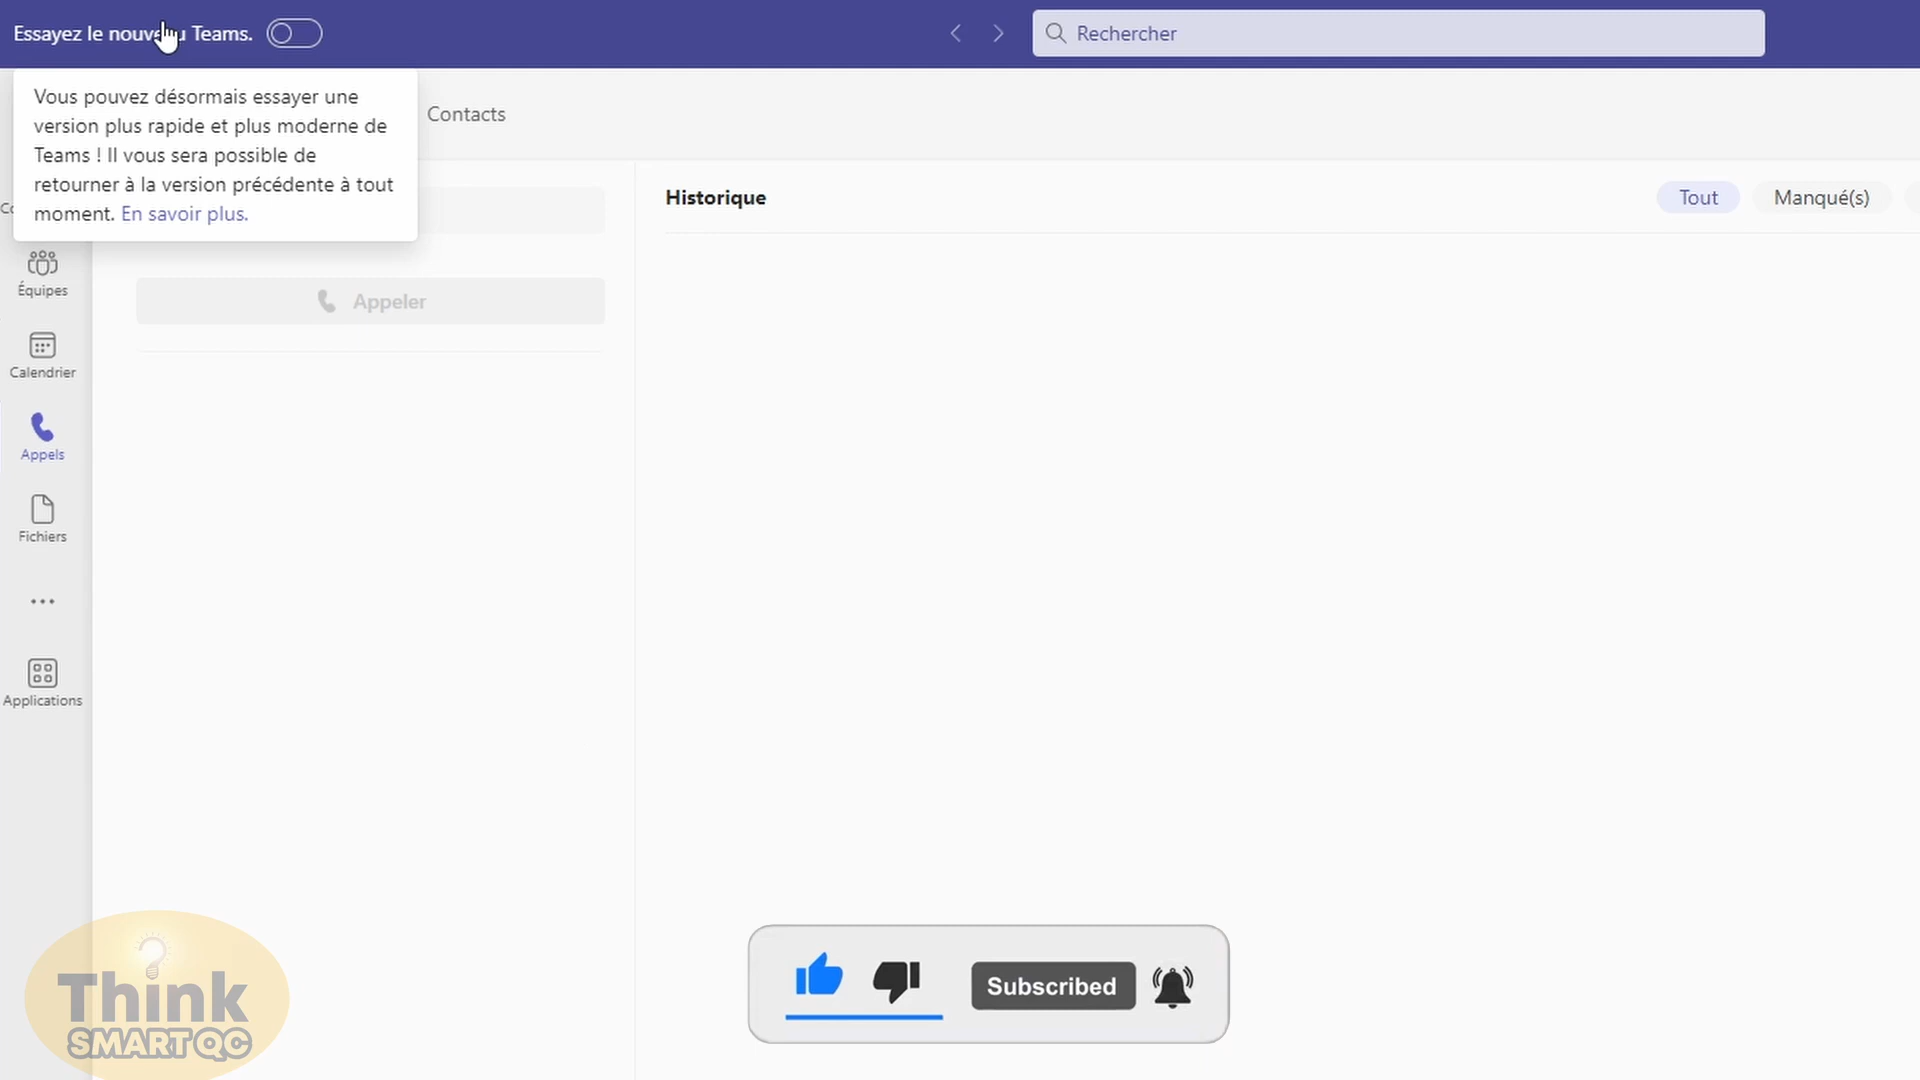 Essayez le nouveau Teams.
Rechercher
Vous pouvez désormais essayer une
version plus rapide et plus moderne de
Teams ! Il vous sera possible de
retourner à la version précédente à tout
moment. En savoir plus.
Contacts
Historique
Tout
Manqué(s)
Équipes
Appeler
Calendrier
Appels
Fichiers
Applications
Think
SMART QC
Subscribed